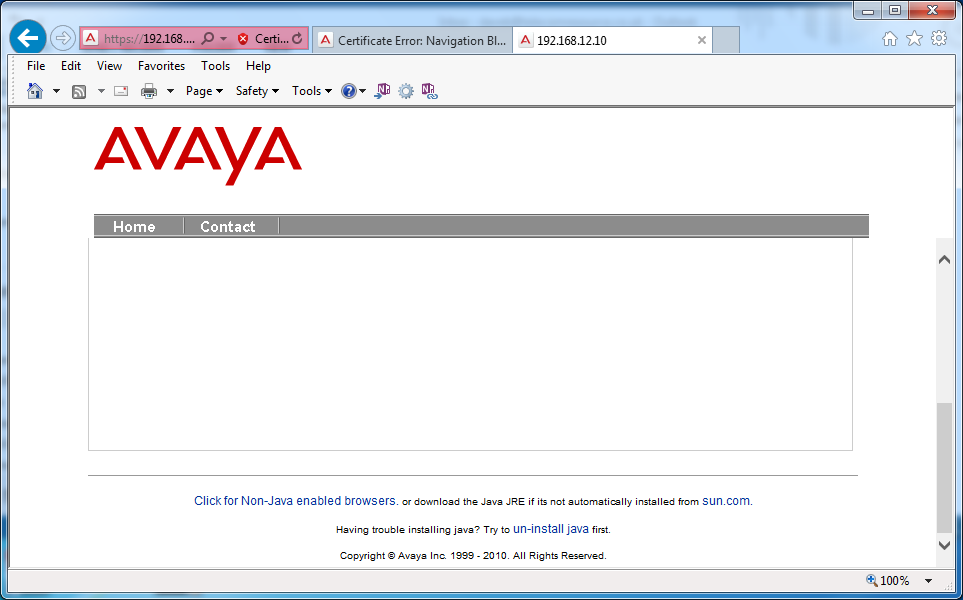 https://192.168.... Certi...
Certificate Error: Navigation Bl...
192.168.12.10
File Edit View Favorites Tools Help
Page Safety Tools
AVAYA
Home Contact
Click for Non-Java enabled browsers. or download the Java JRE if its not automatically installed from sun.com.
Having trouble installing java? Try to un-install java first.
Copyright © Avaya Inc. 1999 - 2010. All Rights Reserved.
100%